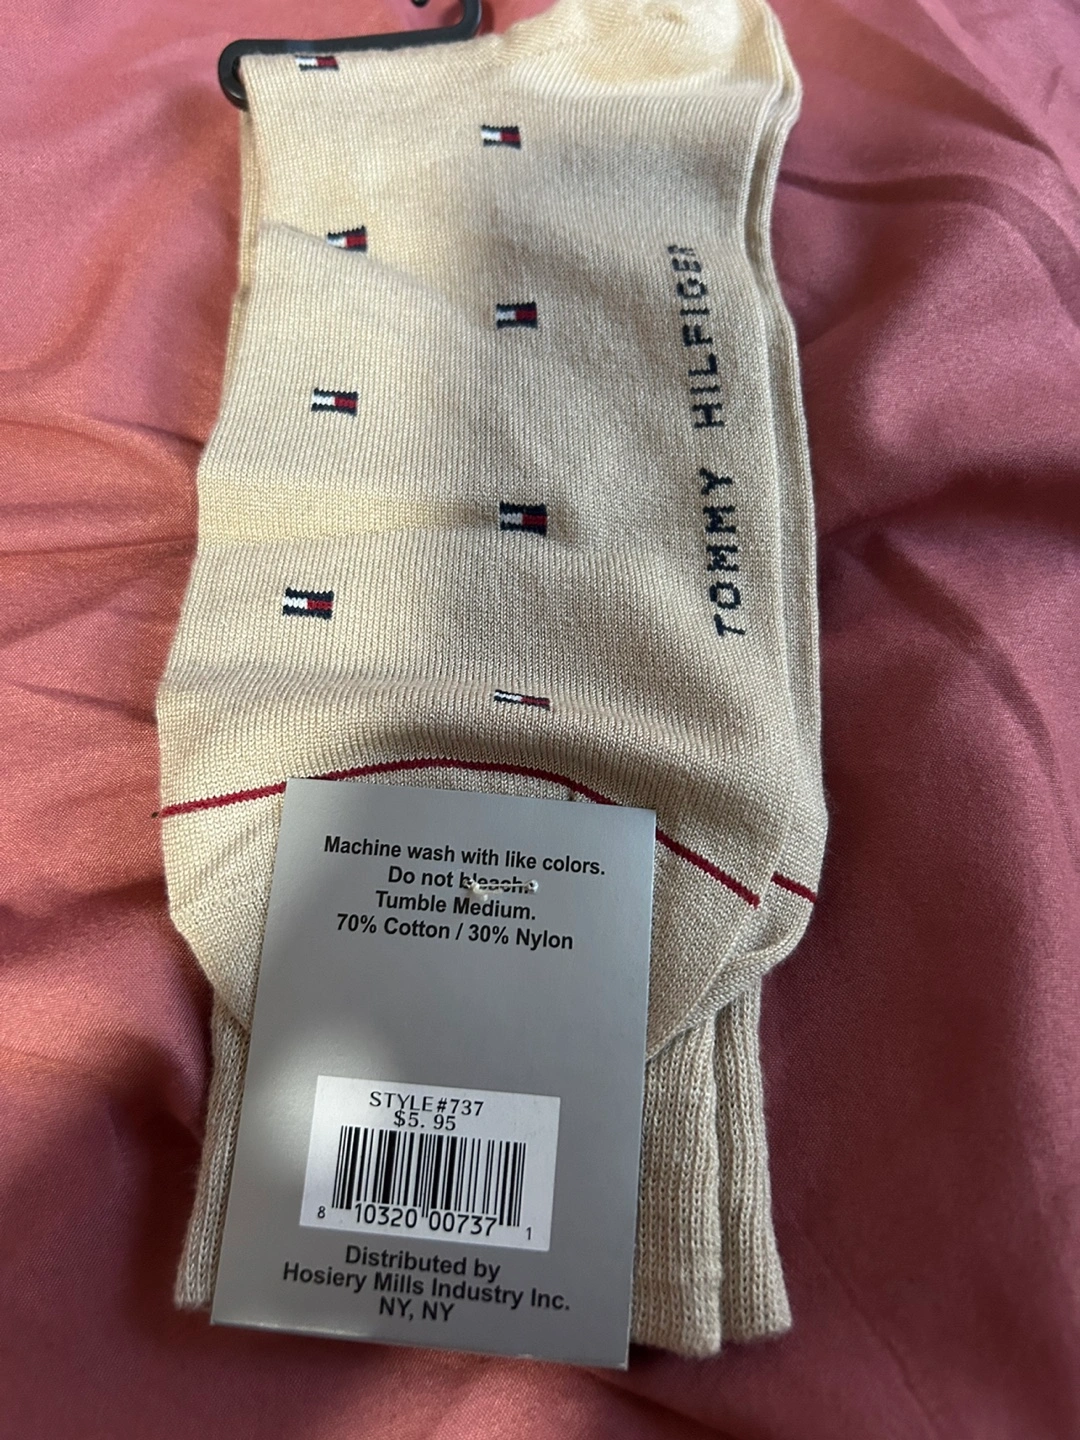 TOMMY HILFIGER
Machine wash with like colors.
Do not bleach.
Tumble Medium.
70% Cotton / 30% Nylon
STYLE#737
$5.95
8 10320 00737 1
Distributed by
Hosiery Mills Industry Inc.
NY, NY